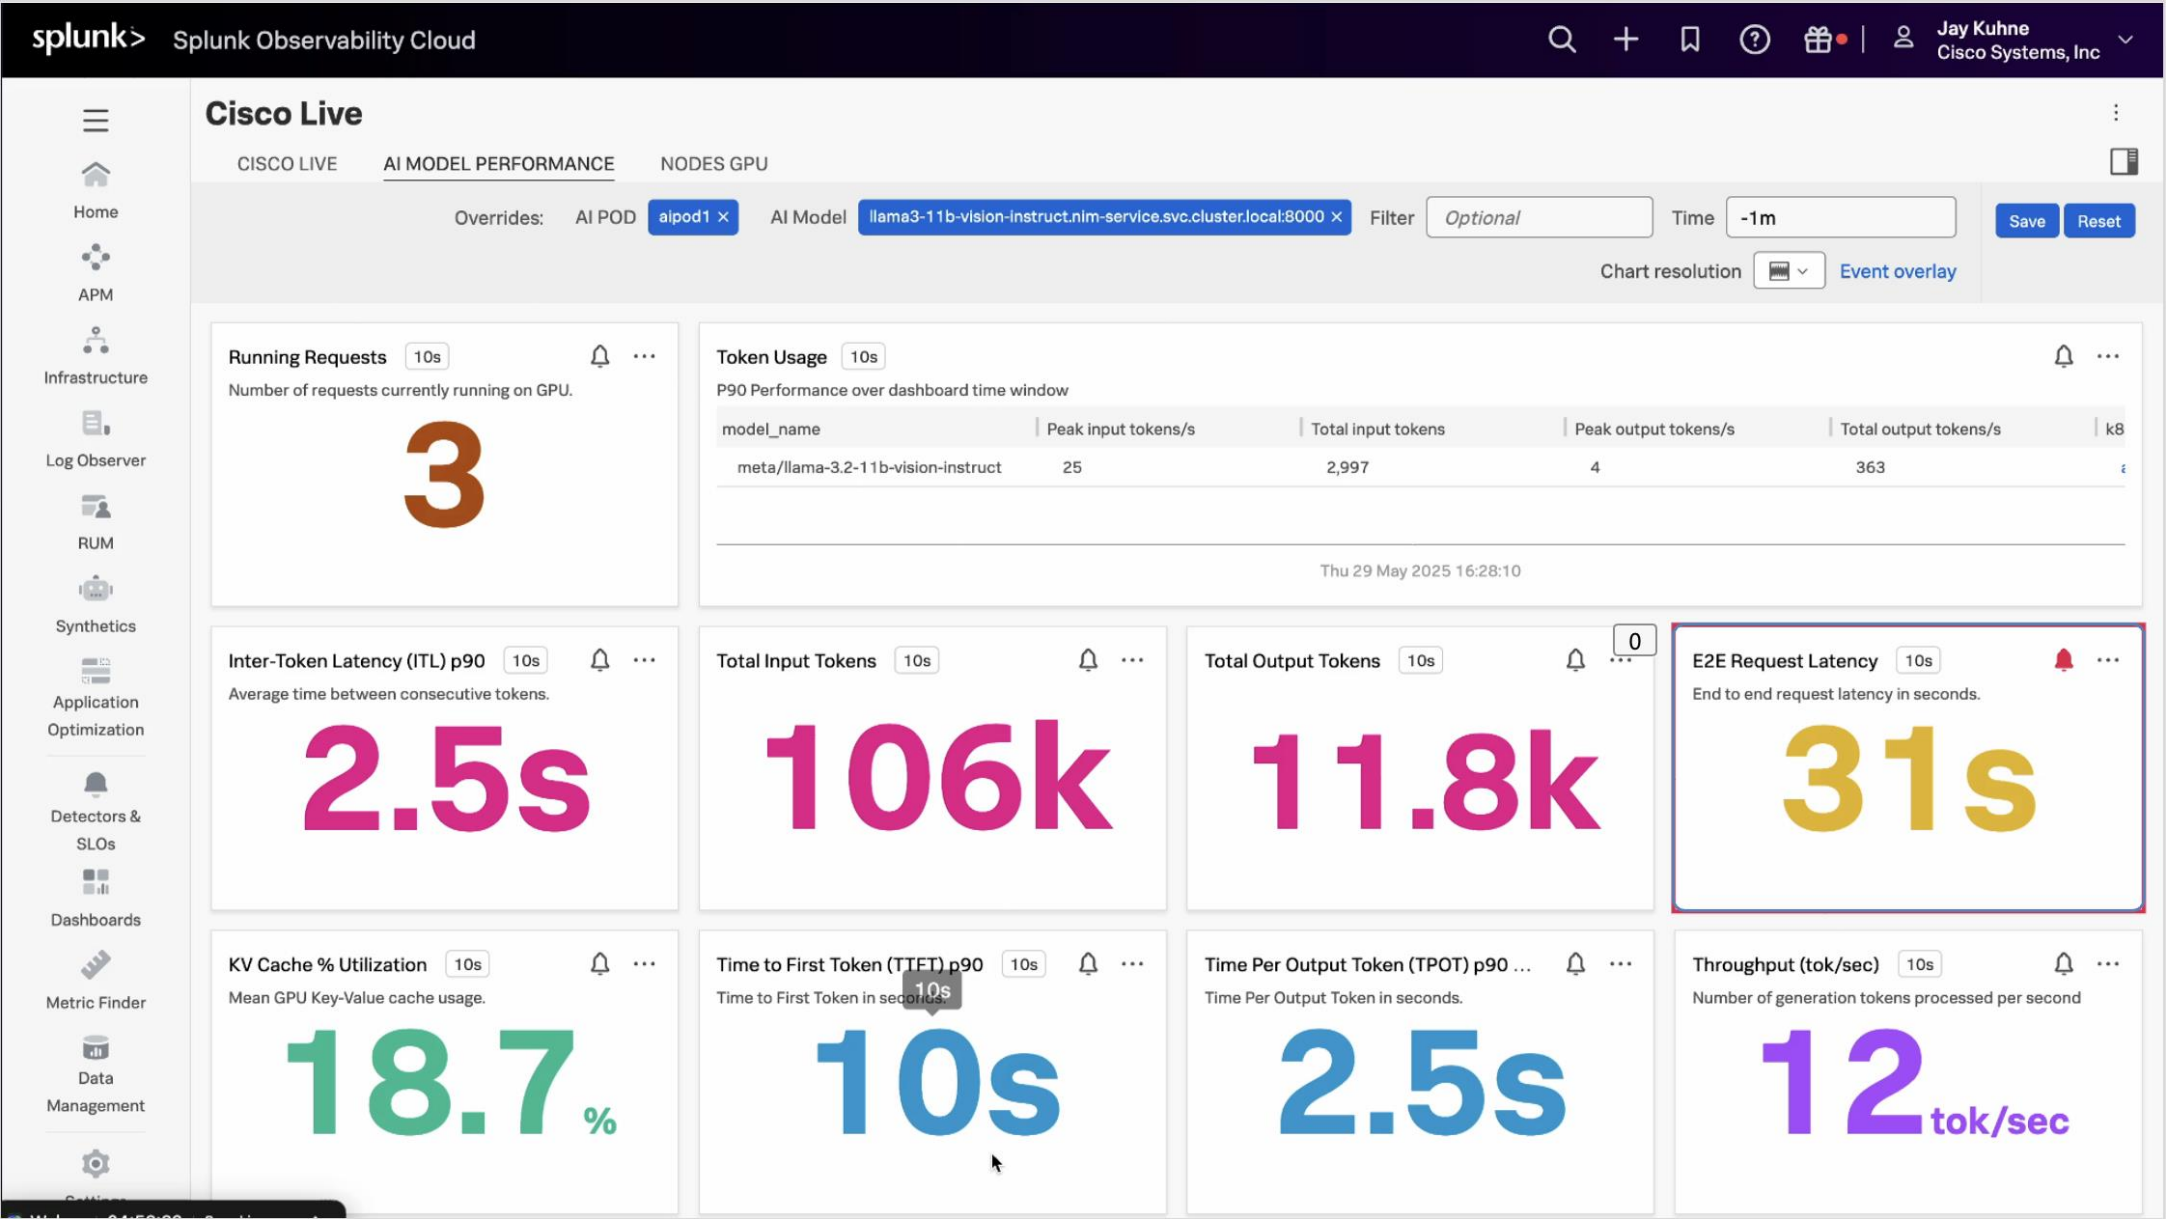 splunk> Splunk Observability Cloud
Jay Kuhne
Cisco Systems, Inc
Cisco Live
CISCO LIVE AI MODEL PERFORMANCE NODES GPU
Overrides: AI POD aipod1 × AI Model llama3-11b-vision-instruct.nim-service.svc.cluster.local:8000 × Filter Optional Time -1m Save Reset
Chart resolution Event overlay
Home
APM
Infrastructure
Log Observer
RUM
Synthetics
Application
Optimization
Detectors &
SLOs
Dashboards
Metric Finder
Data
Management
Running Requests 10s
Number of requests currently running on GPU.
3
Token Usage 10s
P90 Performance over dashboard time window
model_name Peak input tokens/s Total input tokens Peak output tokens/s Total output tokens/s k8
meta/llama-3.2-11b-vision-instruct 25 2,997 4 363
Thu 29 May 2025 16:28:10
Inter-Token Latency (ITL) p90 10s
Average time between consecutive tokens.
2.5s
Total Input Tokens 10s
106k
Total Output Tokens 10s
0
11.8k
E2E Request Latency 10s
End to end request latency in seconds.
31s
KV Cache % Utilization 10s
Mean GPU Key-Value cache usage.
18.7 %
Time to First Token (TTFT) p90 10s
Time to First Token in seconds.
10s
10s
Time Per Output Token (TPOT) p90 ...
Time Per Output Token in seconds.
2.5s
Throughput (tok/sec) 10s
Number of generation tokens processed per second
12 tok/sec